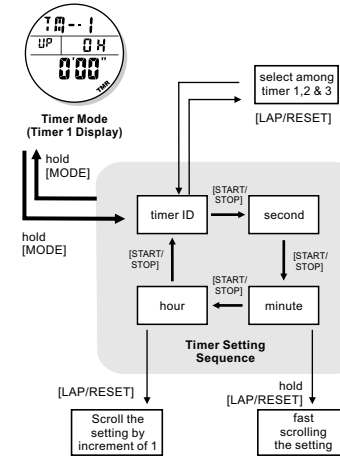 TM--1
UP 0H
0'00"
TMR
Timer Mode
(Timer 1 Display)
select among
timer 1,2 & 3
[LAP/RESET]
hold
[MODE]
hold
[MODE]
timer ID
[START/
STOP]
second
[START/
STOP]
[START/
STOP]
[START/
STOP]
hour
minute
Timer Setting
Sequence
[LAP/RESET]
hold
[LAP/RESET]
Scroll the
setting by
increment of 1
fast
scrolling
the setting